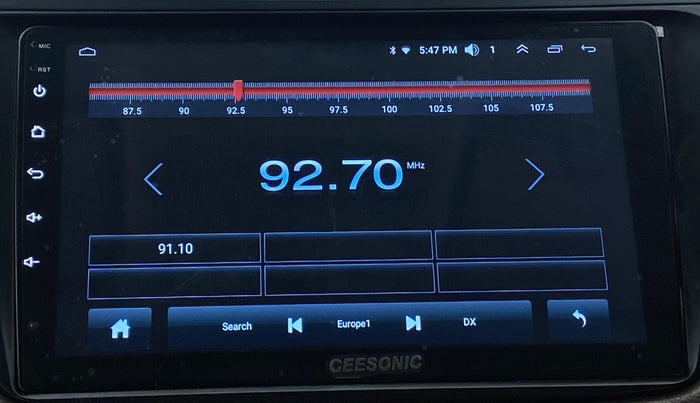 MIC
5:47 PM 1
RST
87.5 90 92.5 95 97.5 100 102.5 105 107.5
92.70 MHz
91.10
Search Europe1 DX
CEESONIC